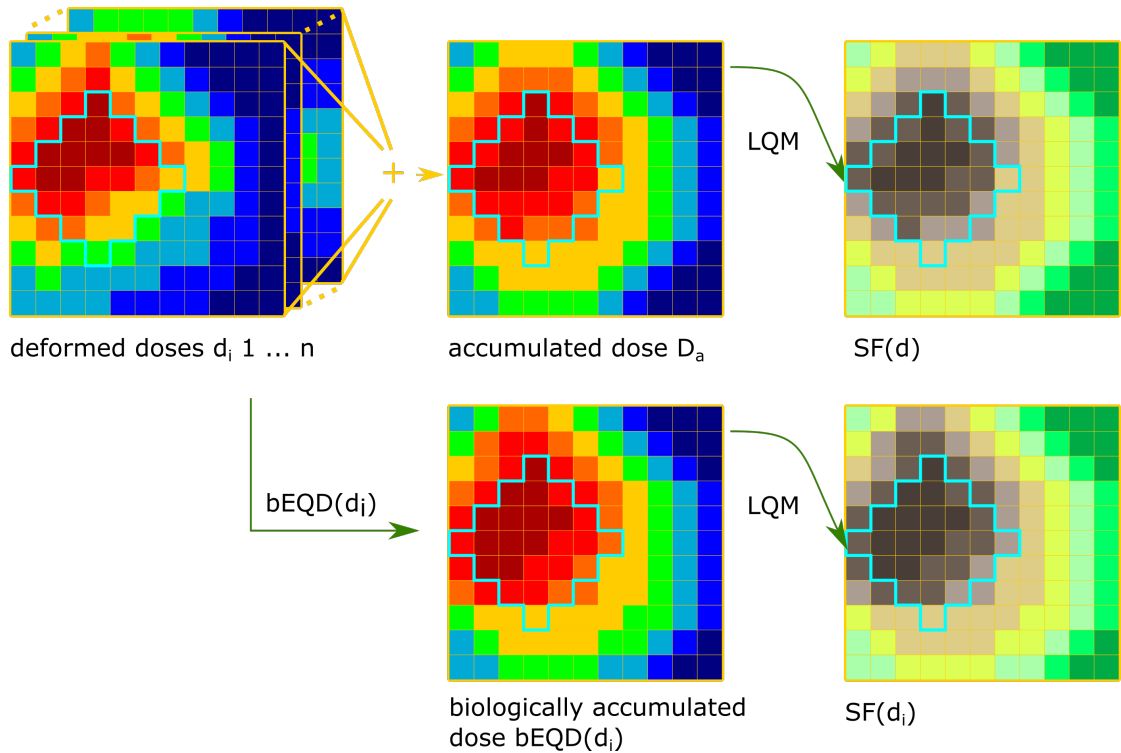 +
LQM
deformed doses dᵢ 1 ... n
accumulated dose Dₐ
SF(d)
bEQD(dᵢ)
LQM
biologically accumulated
dose bEQD(dᵢ)
SF(dᵢ)